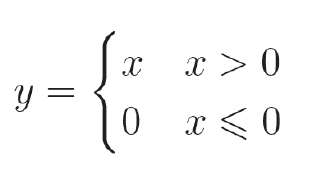 y = { x  x > 0
0  x ⩽ 0